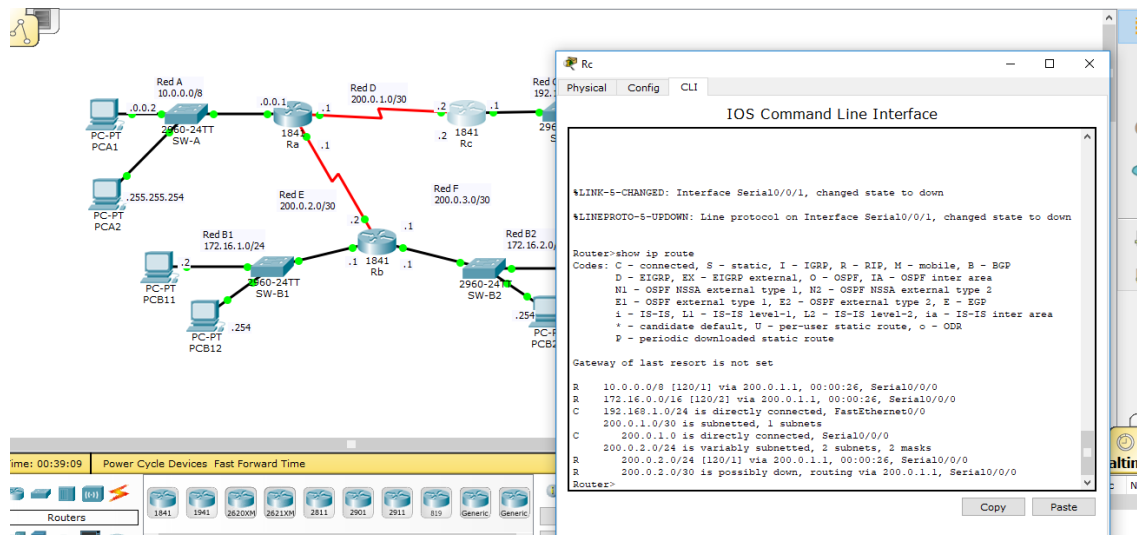 Red A
10.0.0.0/8
.0.0.2
.0.0.1
2960-24TT
SW-A
PC-PT
PCA1
.255.255.254
PC-PT
PCA2
1841
Ra
.1
.1
Red D
200.0.1.0/30
.2
.1
.2
1841
Rc
Red E
200.0.2.0/30
.2
.1
.1
.1
1841
Rb
Red F
200.0.3.0/30
Red B1
172.16.1.0/24
.2
PC-PT
PCB11
2960-24TT
SW-B1
.254
PC-PT
PCB12
Red B2
172.16.2.0/
2960-24TT
SW-B2
.254
Time: 00:39:09 Power Cycle Devices Fast Forward Time
Routers
1841 1941 2620XM 2621XM 2811 2901 2911 819 Generic Generic
Rc
Physical Config CLI
IOS Command Line Interface
%LINK-5-CHANGED: Interface Serial0/0/1, changed state to down
%LINEPROTO-5-UPDOWN: Line protocol on Interface Serial0/0/1, changed state to down
Router>show ip route
Codes: C - connected, S - static, I - IGRP, R - RIP, M - mobile, B - BGP
D - EIGRP, EX - EIGRP external, O - OSPF, IA - OSPF inter area
N1 - OSPF NSSA external type 1, N2 - OSPF NSSA external type 2
E1 - OSPF external type 1, E2 - OSPF external type 2, E - EGP
i - IS-IS, L1 - IS-IS level-1, L2 - IS-IS level-2, ia - IS-IS inter area
* - candidate default, U - per-user static route, o - ODR
P - periodic downloaded static route
Gateway of last resort is not set
R 10.0.0.0/8 [120/1] via 200.0.1.1, 00:00:26, Serial0/0/0
R 172.16.0.0/16 [120/2] via 200.0.1.1, 00:00:26, Serial0/0/0
C 192.168.1.0/24 is directly connected, FastEthernet0/0
200.0.1.0/30 is subnetted, 1 subnets
C 200.0.1.0 is directly connected, Serial0/0/0
200.0.2.0/24 is variably subnetted, 2 subnets, 2 masks
R 200.0.2.0/24 [120/1] via 200.0.1.1, 00:00:26, Serial0/0/0
R 200.0.2.0/30 is possibly down, routing via 200.0.1.1, Serial0/0/0
Router>
Copy Paste